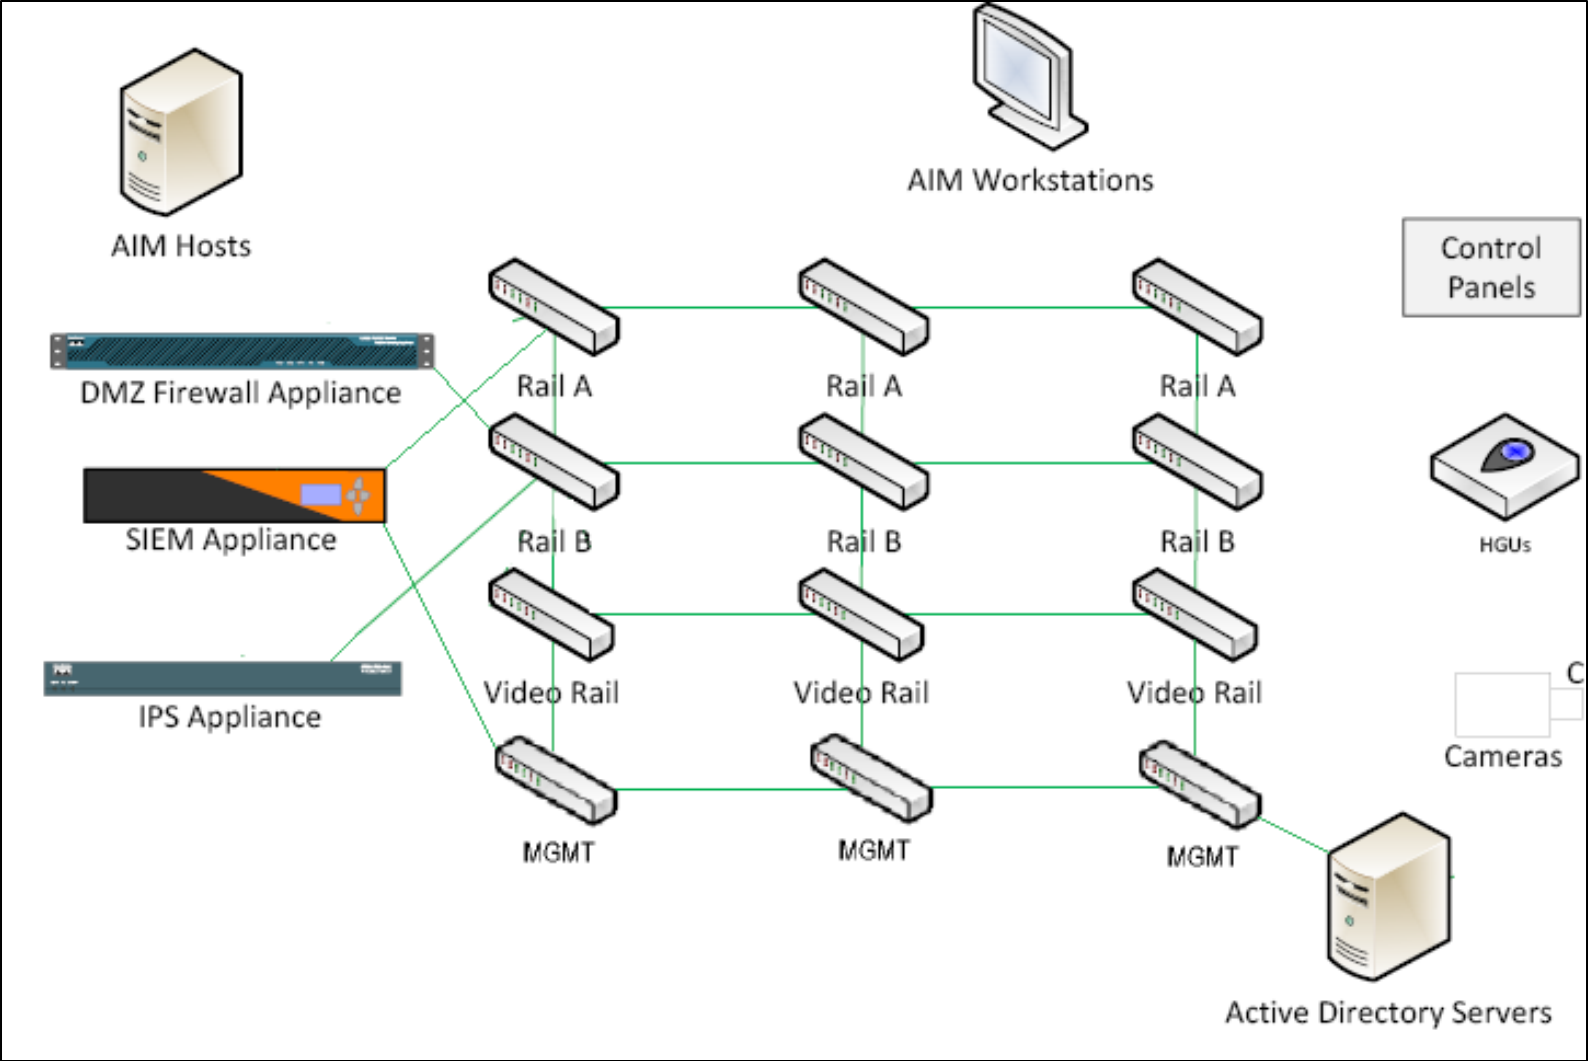 AIM Workstations
AIM Hosts
Control
Panels
DMZ Firewall Appliance
Rail A
Rail A
Rail A
SIEM Appliance
Rail B
Rail B
Rail B
HGUs
IPS Appliance
Video Rail
Video Rail
Video Rail
C
Cameras
MGMT
MGMT
MGMT
Active Directory Servers